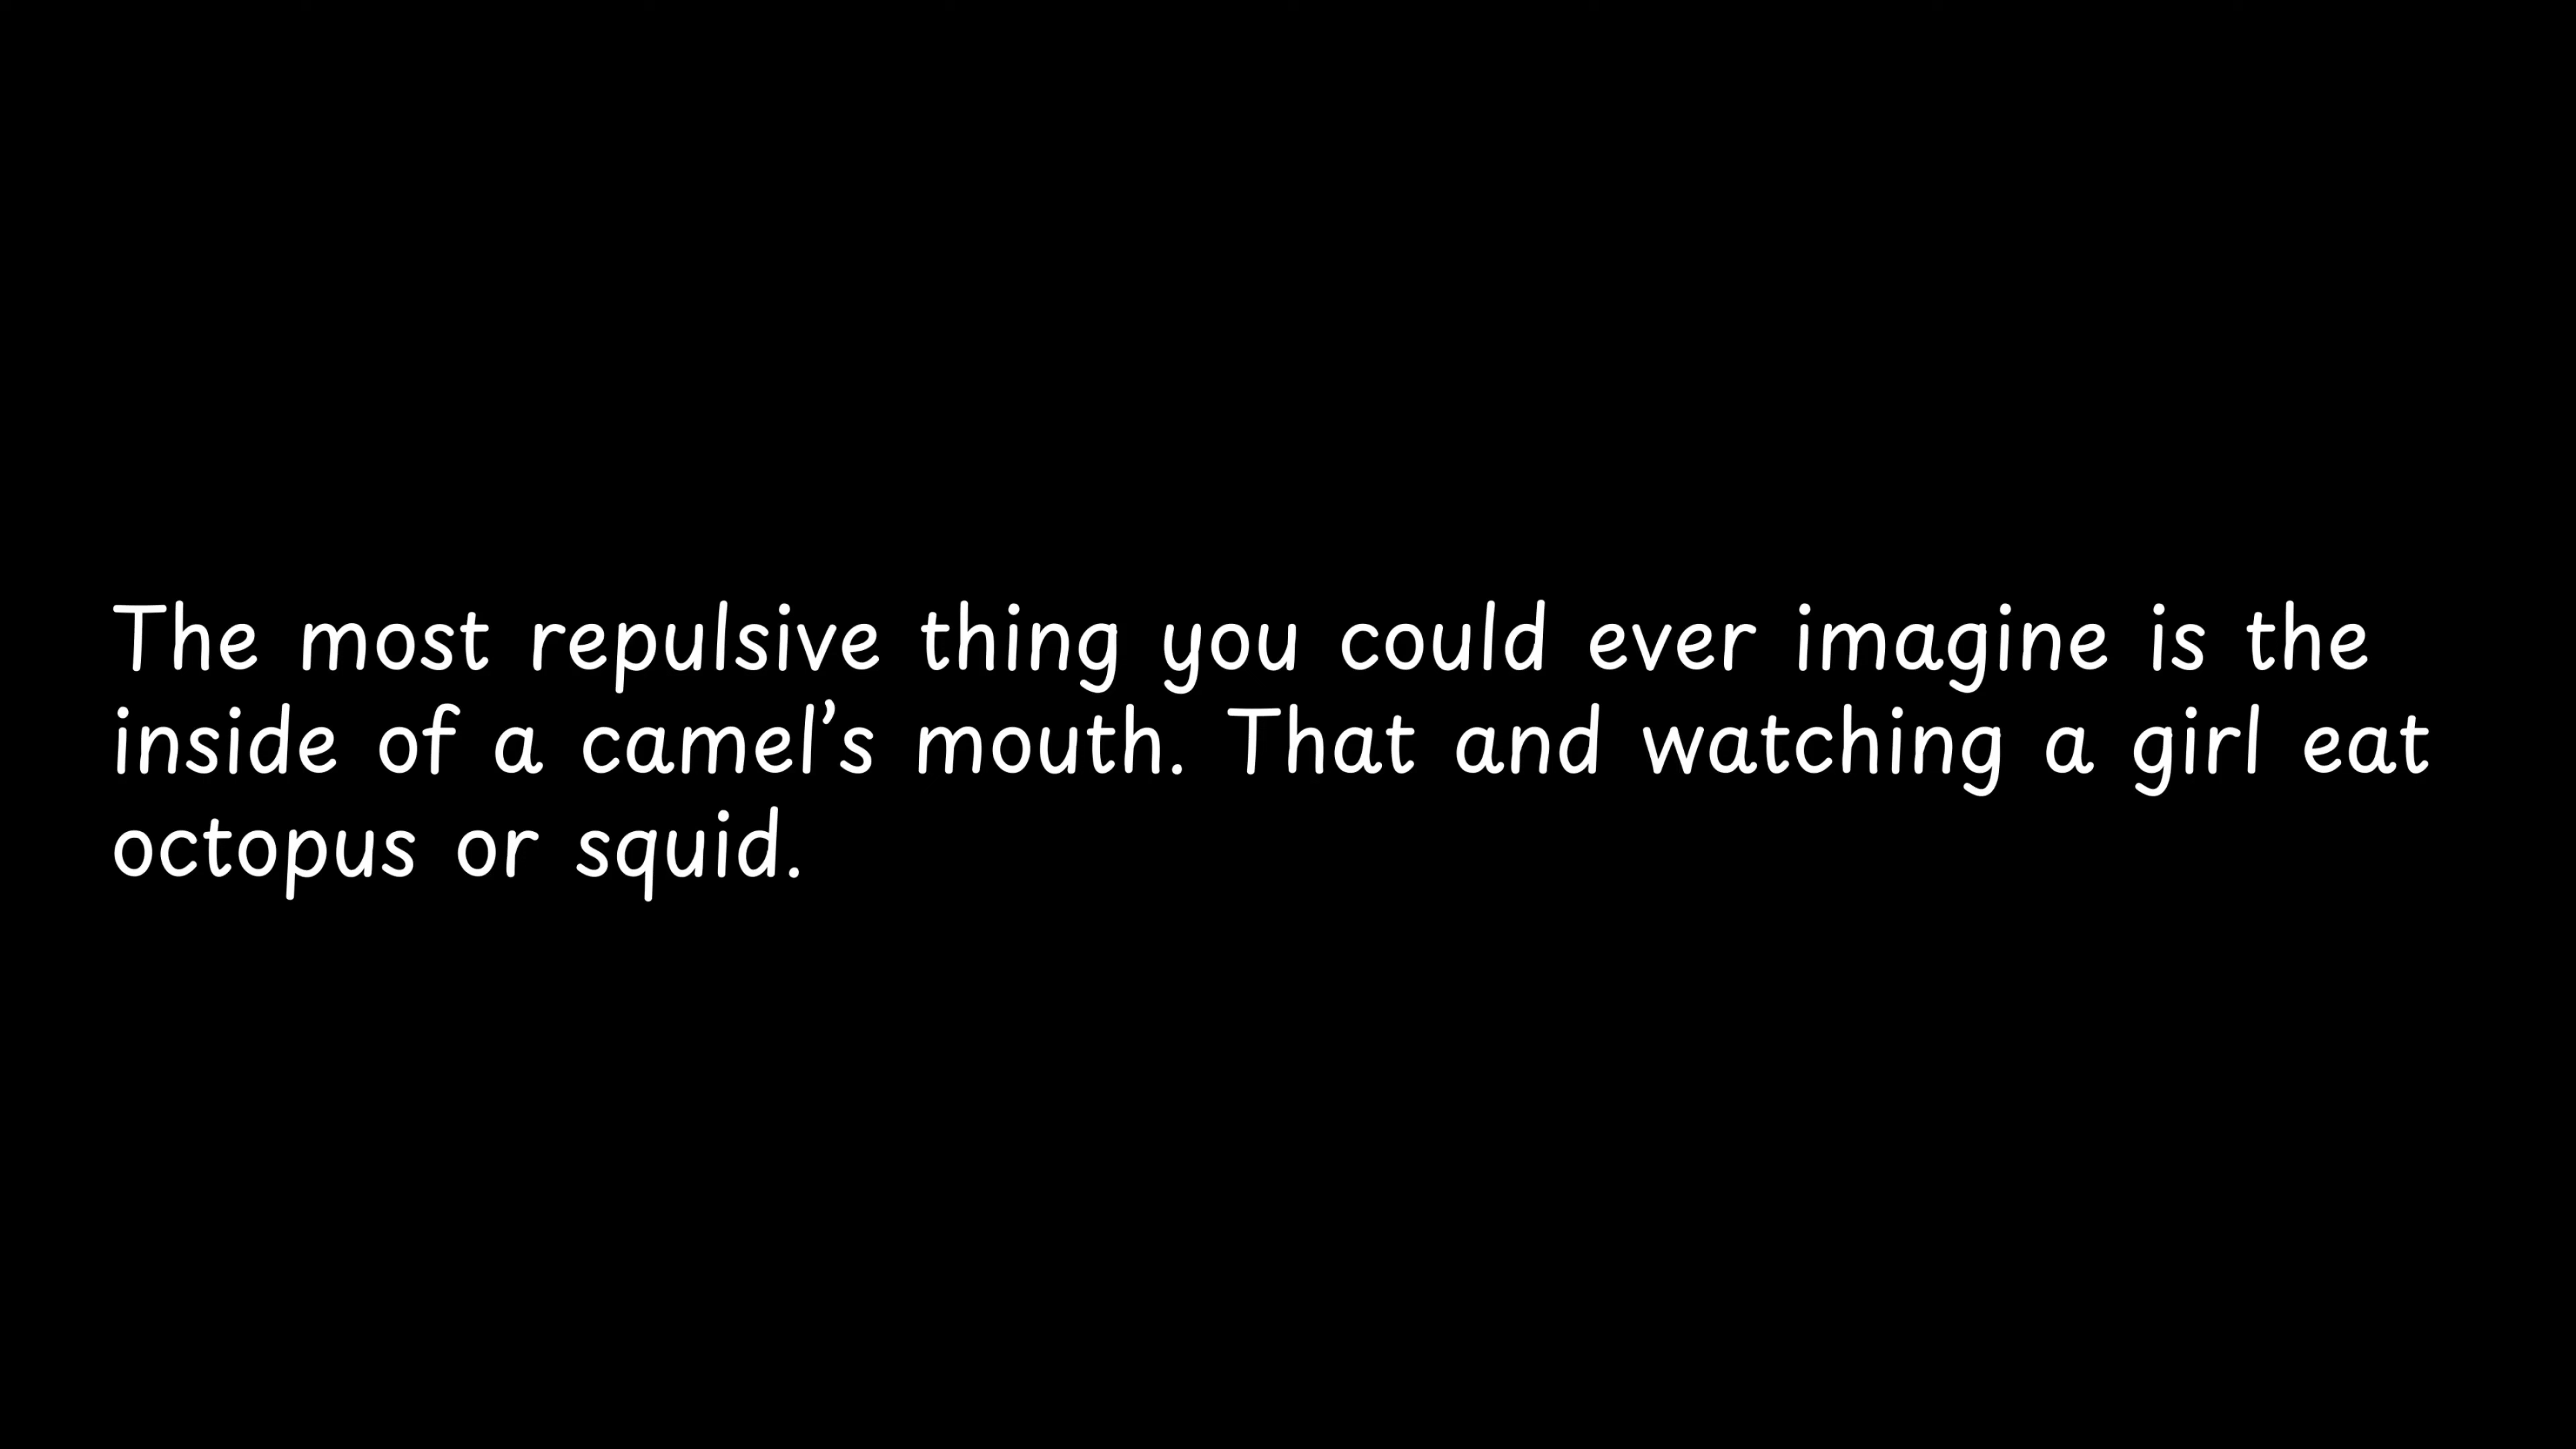 The most repulsive thing you could ever imagine is the
inside of a camel’s mouth. That and watching a girl eat
octopus or squid.